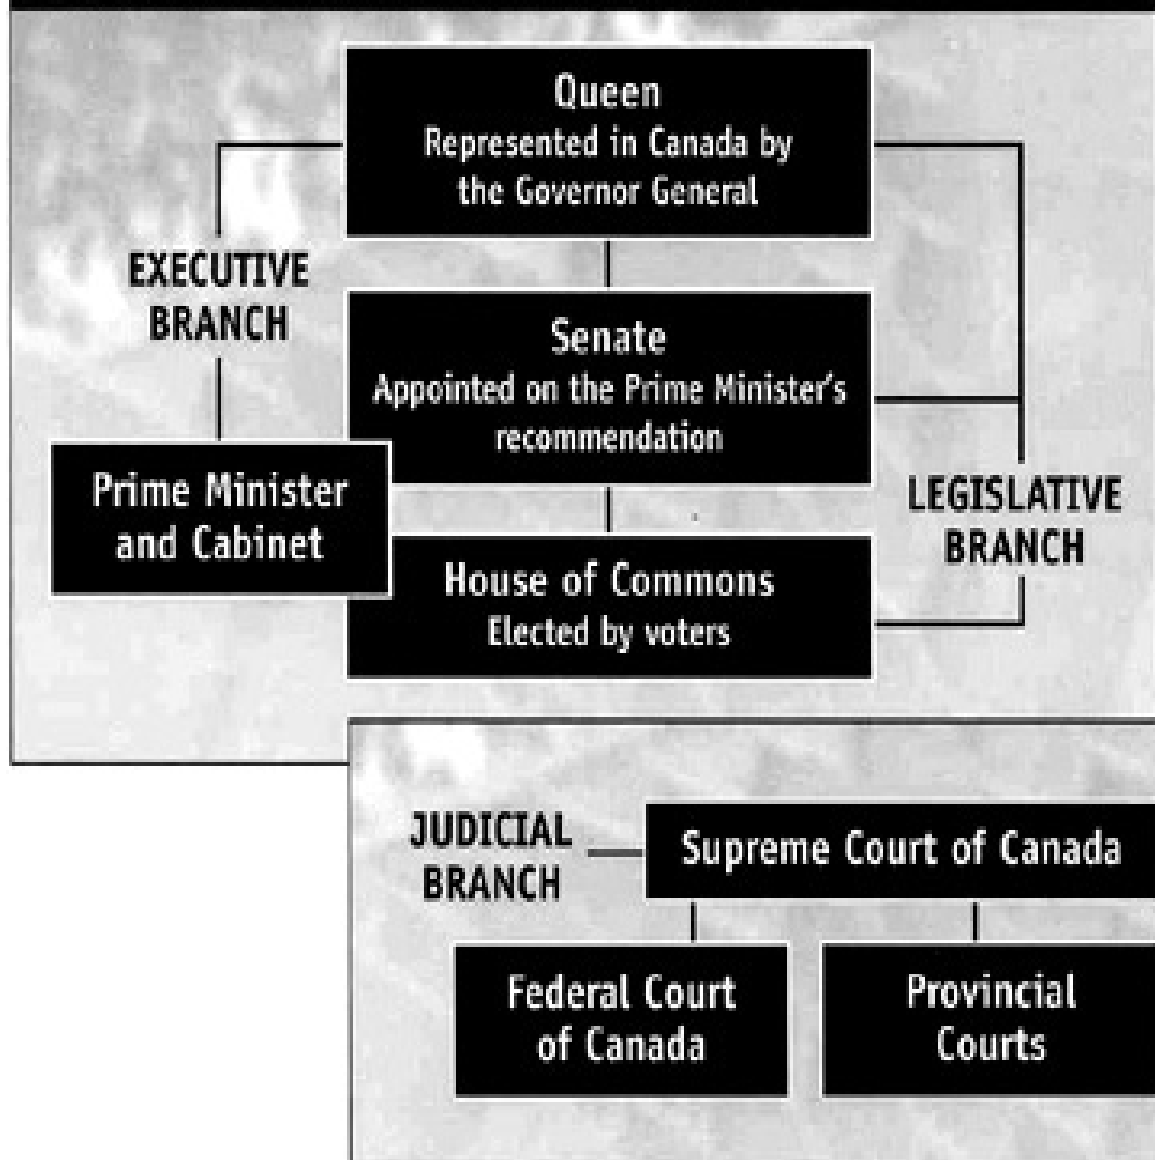 Queen
Represented in Canada by
the Governor General
EXECUTIVE
BRANCH
Senate
Appointed on the Prime Minister's
recommendation
Prime Minister
and Cabinet
LEGISLATIVE
BRANCH
House of Commons
Elected by voters
JUDICIAL
BRANCH
Supreme Court of Canada
Federal Court
of Canada
Provincial
Courts